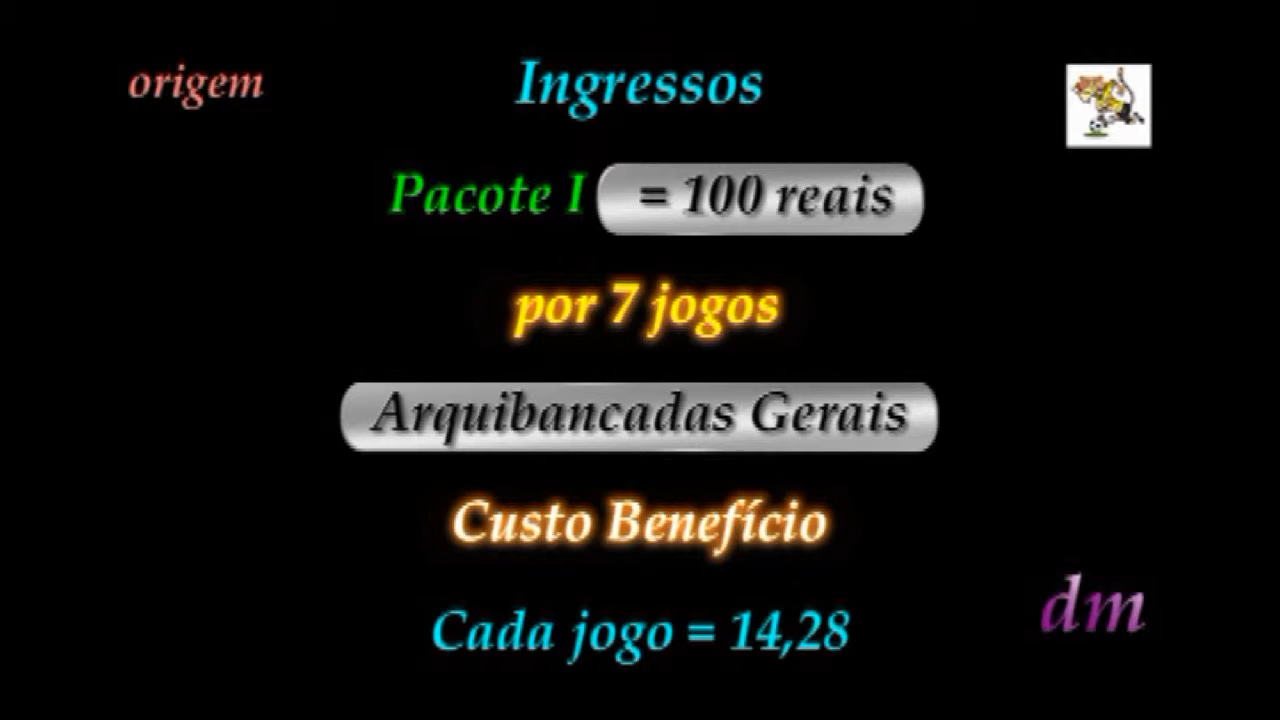 origem
Ingressos
Pacote I = 100 reais
por 7 jogos
Arquibancadas Gerais
Custo Benefício
Cada jogo = 14,28
dm